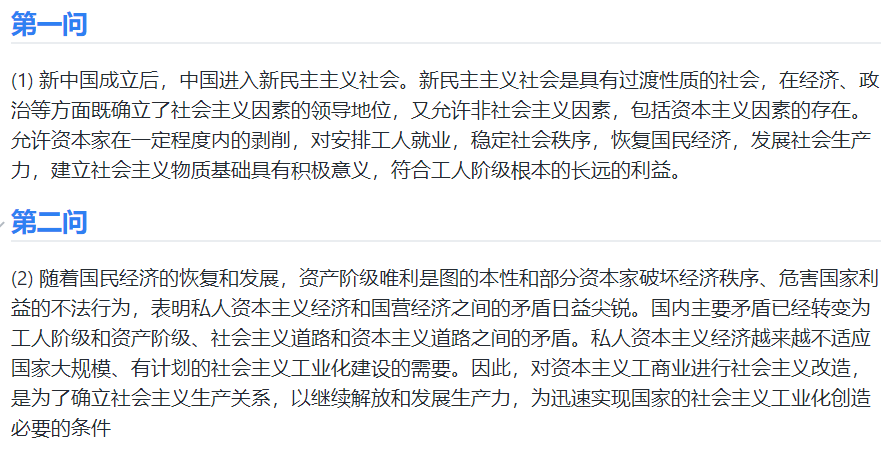 第一问
(1) 新中国成立后，中国进入新民主主义社会。新民主主义社会是具有过渡性质的社会，在经济、政
治等方面既确立了社会主义因素的领导地位，又允许非社会主义因素，包括资本主义因素的存在。
允许资本家在一定程度内的剥削，对安排工人就业，稳定社会秩序，恢复国民经济，发展社会生产
力，建立社会主义物质基础具有积极意义，符合工人阶级根本的长远的利益。
第二问
(2) 随着国民经济的恢复和发展，资产阶级唯利是图的本性和部分资本家破坏经济秩序、危害国家利
益的不法行为，表明私人资本主义经济和国营经济之间的矛盾日益尖锐。国内主要矛盾已经转变为
工人阶级和资产阶级、社会主义道路和资本主义道路之间的矛盾。私人资本主义经济越来越不适应
国家大规模、有计划的社会主义工业化建设的需要。因此，对资本主义工商业进行社会主义改造，
是为了确立社会主义生产关系，以继续解放和发展生产力，为迅速实现国家的社会主义工业化创造
必要的条件